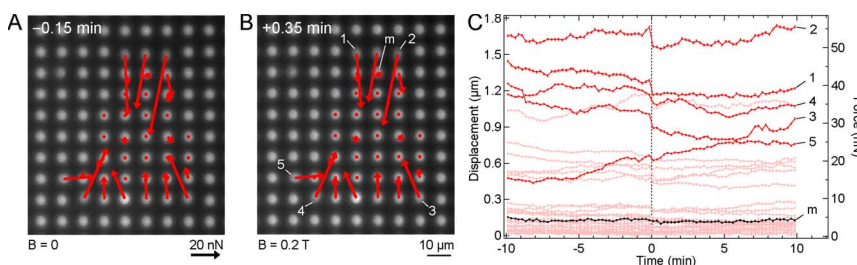 A
−0.15 min
B = 0
20 nN
B
+0.35 min
1
m
2
5
4
3
B = 0.2 T
10 µm
C
1.8
1.5
1.2
0.9
0.6
0.3
0
Displacement (µm)
-10
-5
0
5
10
Time (min)
2
1
4
3
5
m
50
40
30
20
10
0
(nN)